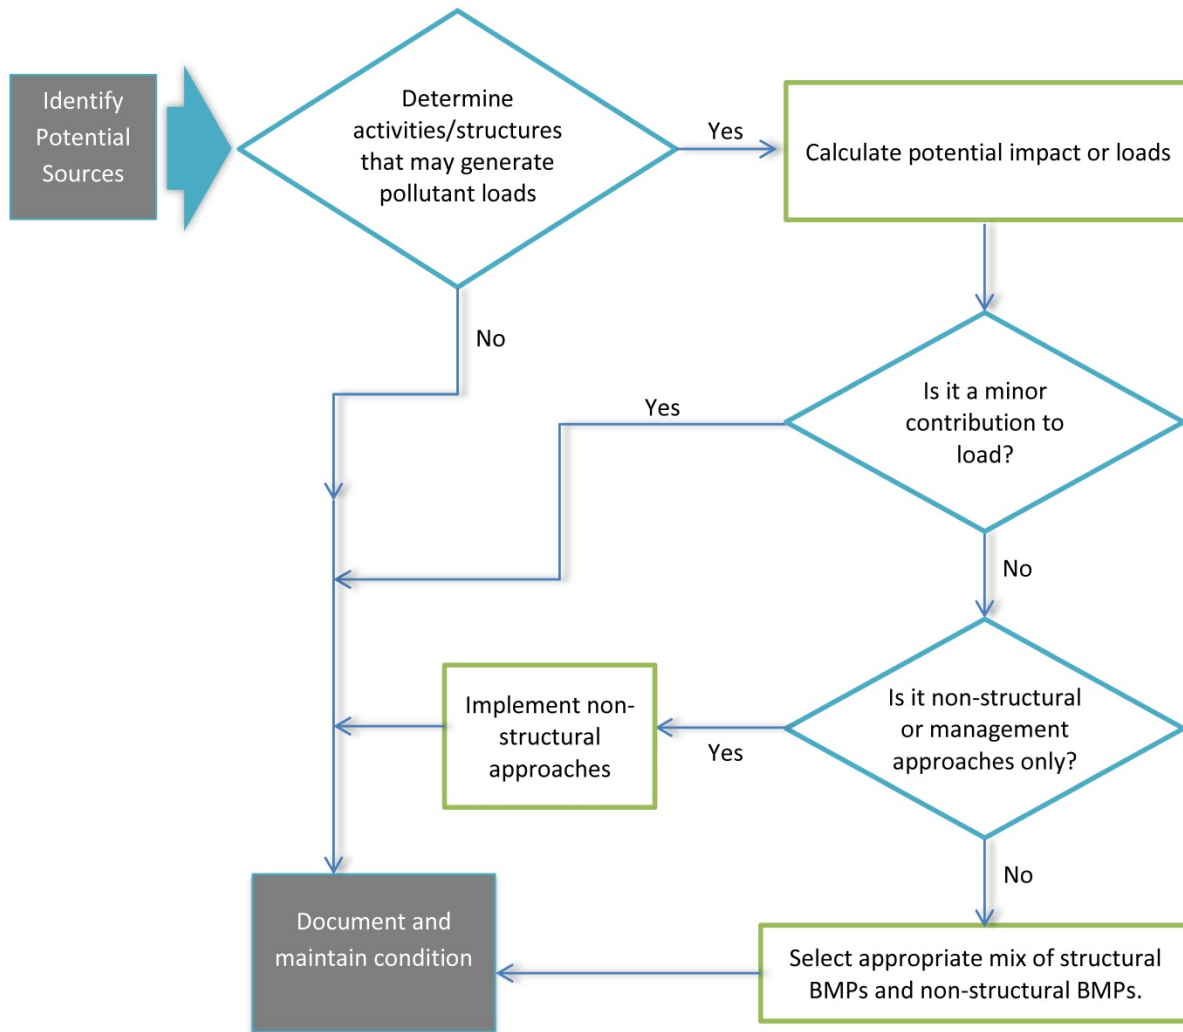 Identify
Potential
Sources
Determine
activities/structures
that may generate
pollutant loads
Yes
Calculate potential impact or loads
No
Is it a minor
contribution to
load?
Yes
No
Is it non-structural
or management
approaches only?
Yes
Implement non-
structural
approaches
No
Document and
maintain condition
Select appropriate mix of structural
BMPs and non-structural BMPs.